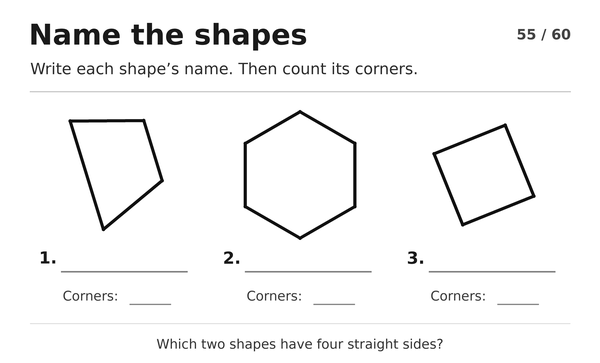 Name the shapes
55 / 60
Write each shape’s name. Then count its corners.
1.
2.
3.
Corners:
Corners:
Corners:
Which two shapes have four straight sides?